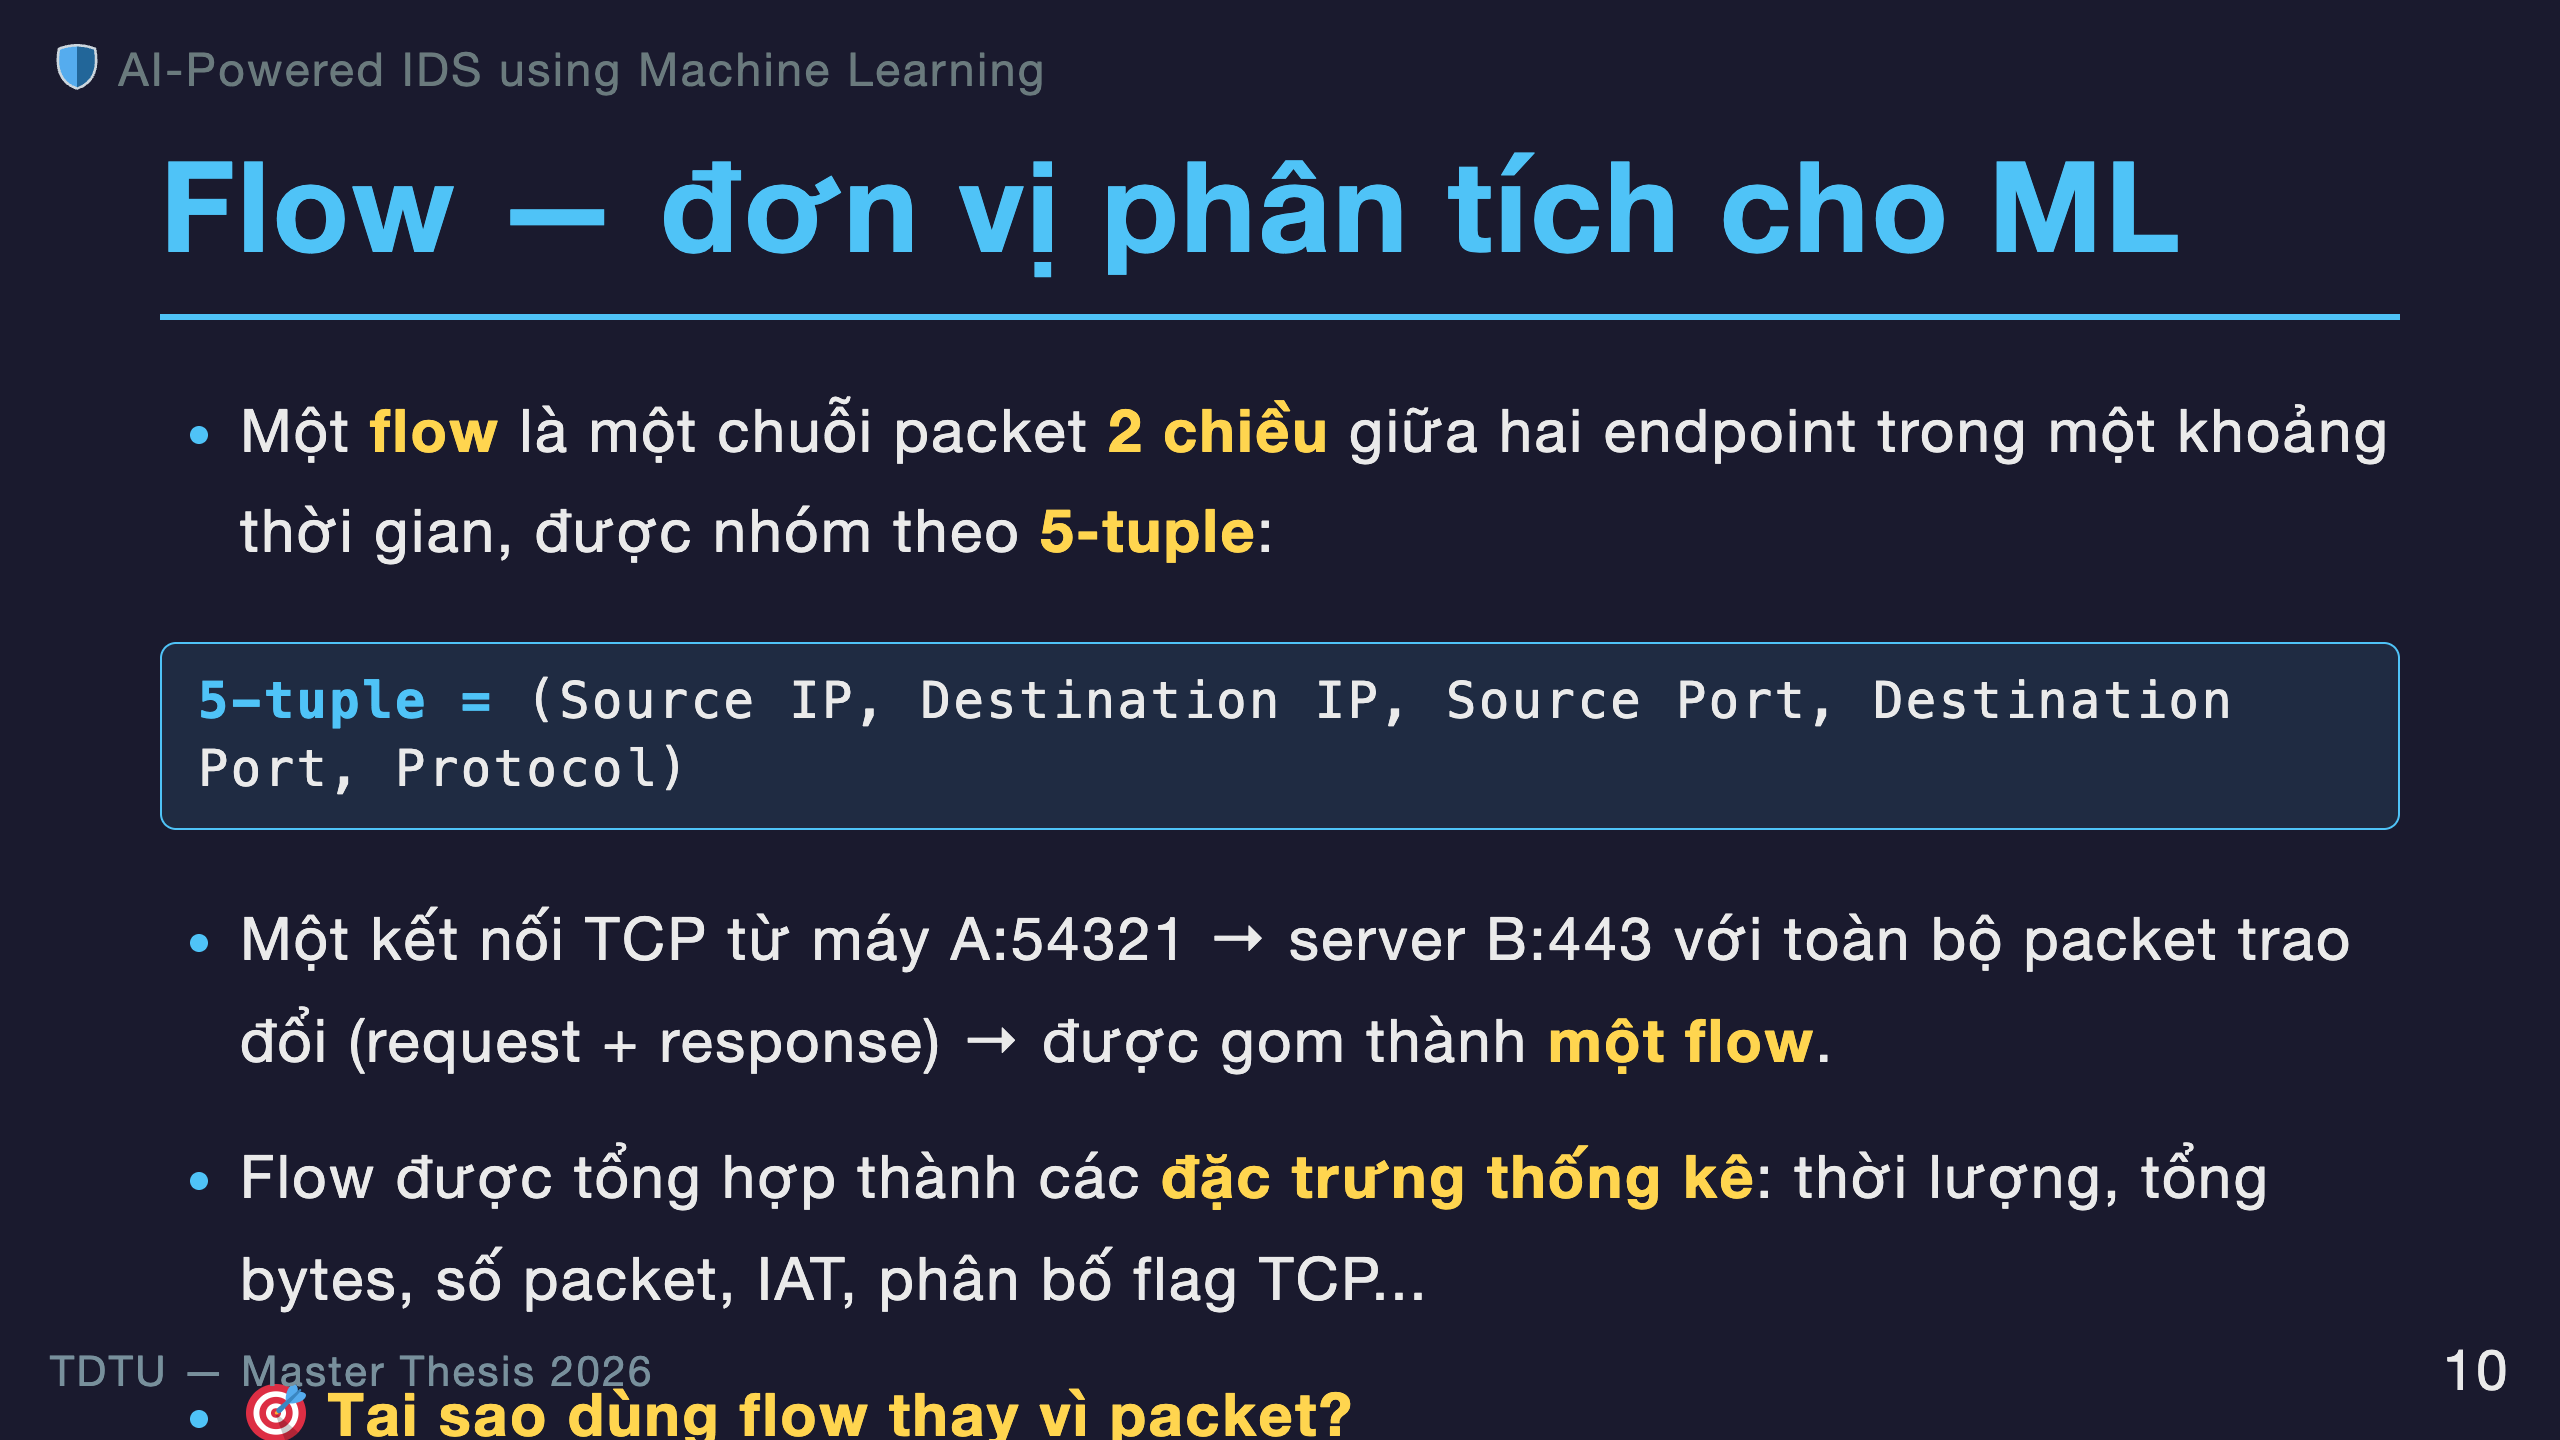 AI-Powered IDS using Machine Learning
Flow — đơn vị phân tích cho ML
• Một flow là một chuỗi packet 2 chiều giữa hai endpoint trong một khoảng
thời gian, được nhóm theo 5-tuple:
5-tuple = (Source IP, Destination IP, Source Port, Destination
Port, Protocol)
• Một kết nối TCP từ máy A:54321 → server B:443 với toàn bộ packet trao
đổi (request + response) → được gom thành một flow.
• Flow được tổng hợp thành các đặc trưng thống kê: thời lượng, tổng
bytes, số packet, IAT, phân bố flag TCP...
TDTU — Master Thesis 2026
10
• 🎯 Tại sao dùng flow thay vì packet?